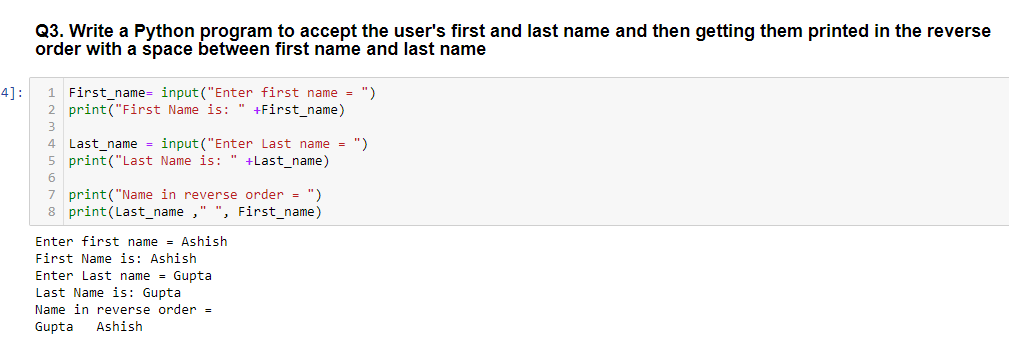 Q3. Write a Python program to accept the user's first and last name and then getting them printed in the reverse
order with a space between first name and last name
4]:
1 First_name= input("Enter first name = ")
2 print("First Name is: " +First_name)
3
4 Last_name = input("Enter Last name = ")
5 print("Last Name is: " +Last_name)
6
7 print("Name in reverse order = ")
8 print(Last_name ," ", First_name)
Enter first name = Ashish
First Name is: Ashish
Enter Last name = Gupta
Last Name is: Gupta
Name in reverse order =
Gupta   Ashish